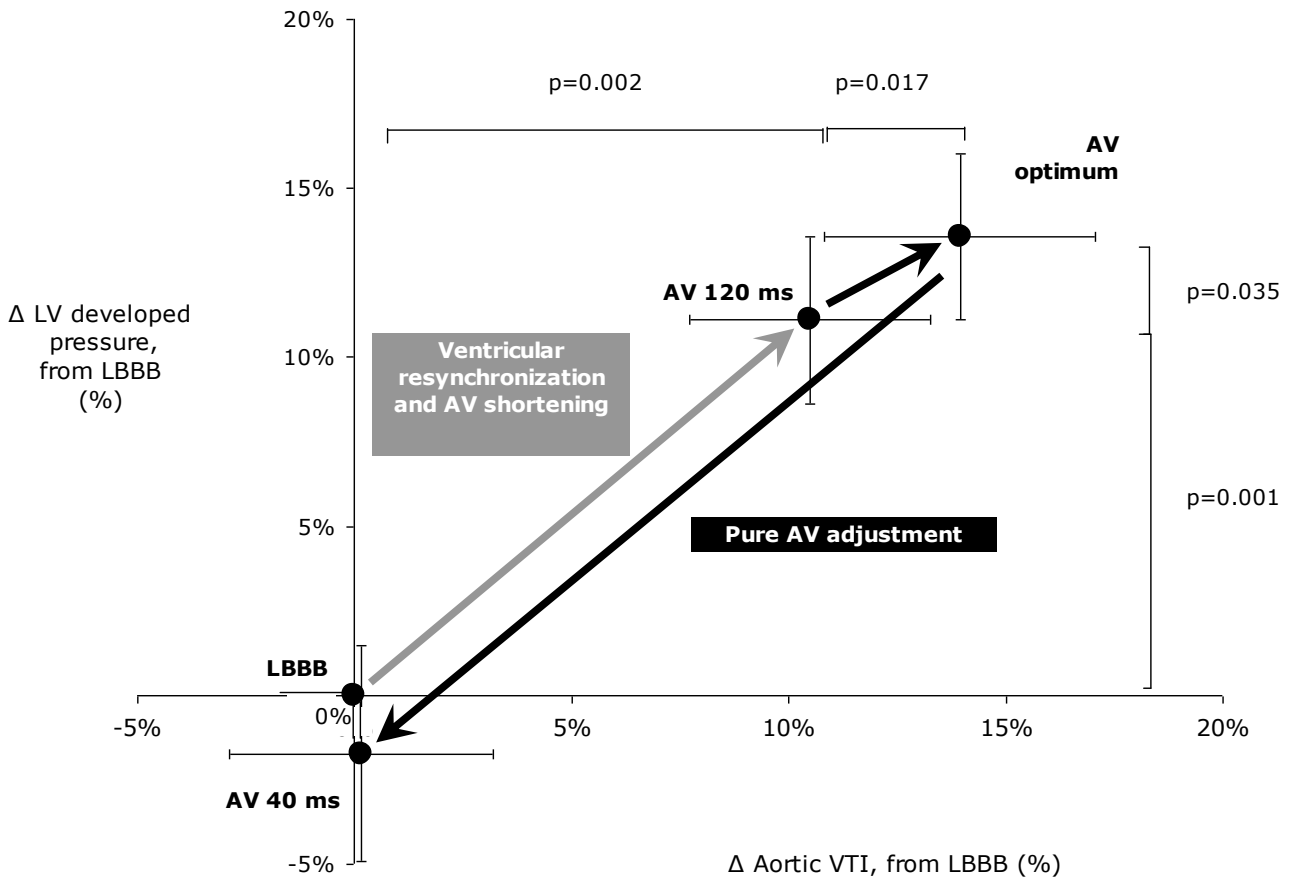 20%
p=0.002
p=0.017
AV
optimum
15%
AV 120 ms
p=0.035
Δ LV developed
pressure,
from LBBB
(%)
10%
Ventricular
resynchronization
and AV shortening
5%
p=0.001
Pure AV adjustment
LBBB
0%
-5%
5%
10%
15%
20%
AV 40 ms
-5%
Δ Aortic VTI, from LBBB (%)